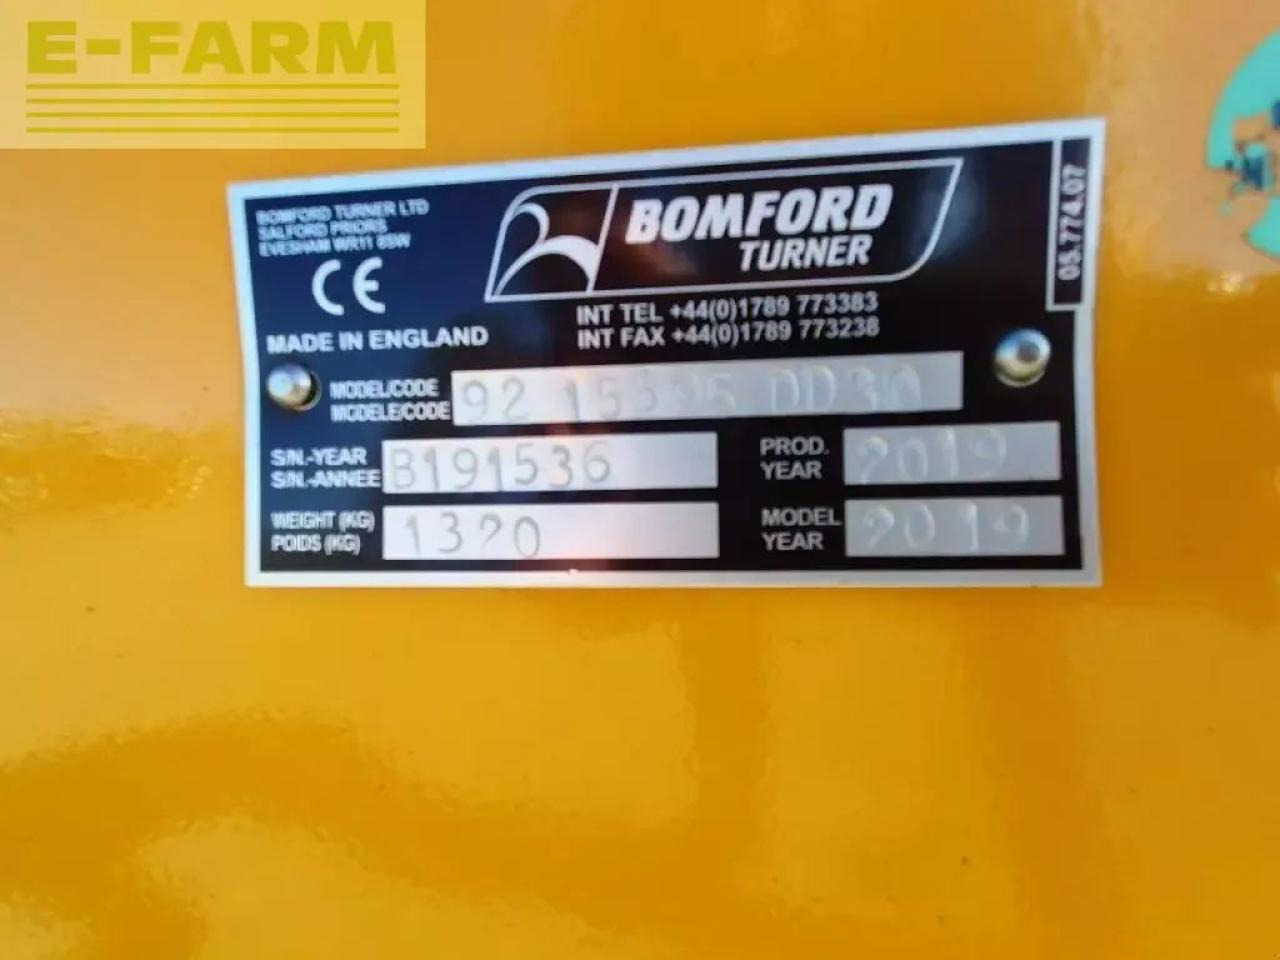 E-FARM
BOMFORD TURNER LTD
SALFORD PRIORS
EVESHAM WR11 8SW
CE
MADE IN ENGLAND
BOMFORD
TURNER
INT TEL +44(0)1789 773383
INT FAX +44(0)1789 773238
05.774.07
MODEL/CODE
MODELE/CODE
92 DD30
S/N.-YEAR
S/N.-ANNEE
B191536
PROD.
YEAR
2019
WEIGHT (KG)
POIDS (KG)
1320
MODEL
YEAR
2019